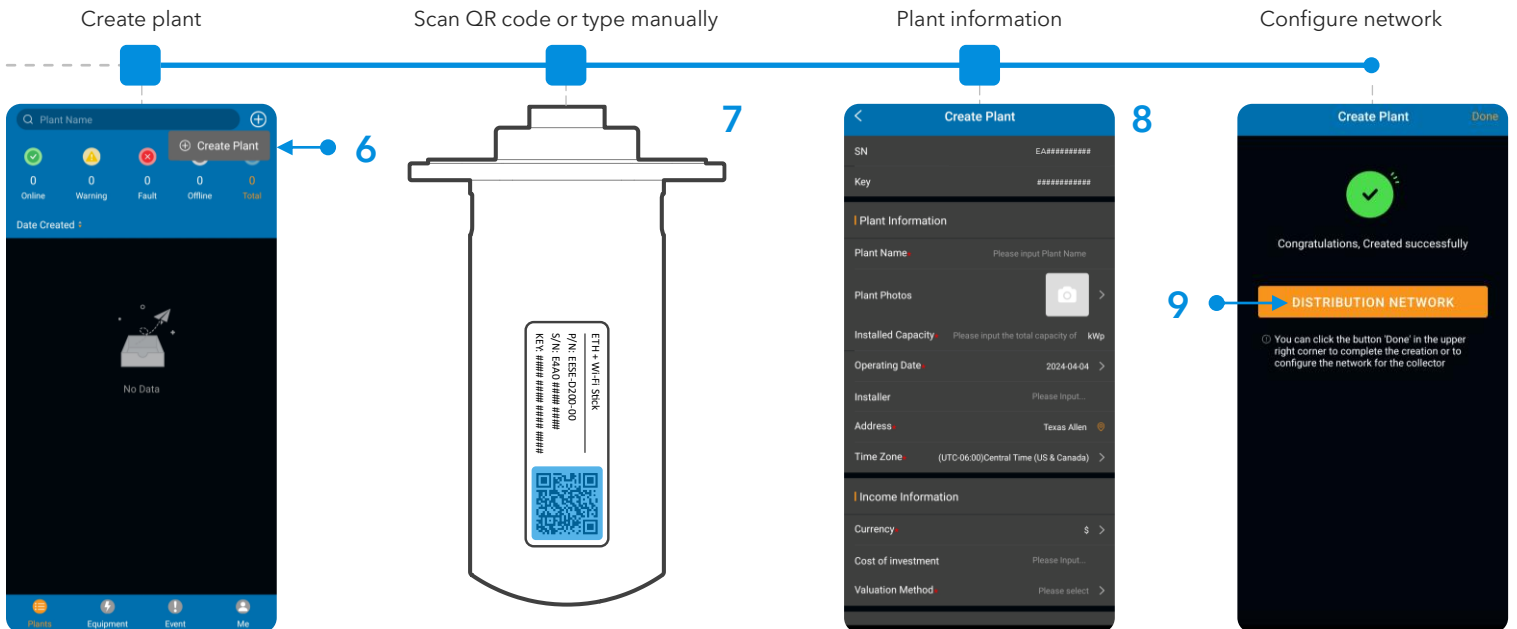 Create plant
Scan QR code or type manually
Plant information
Configure network
Plant Name
Create Plant
6
0
0
0
0
0
Online
Warning
Fault
Offline
Total
Date Created
No Data
Plants
Equipment
Event
Me
7
ETH + Wi-Fi Stick
P/N: EESE-D200-00
S/N: E4A0 #### ####
KEY: #### #### #### ####
8
Create Plant
SN EA##########
Key ############
Plant Information
Plant Name* Please input Plant Name
Plant Photos
Installed Capacity* Please input the total capacity of kWp
Operating Date* 2024-04-04
Installer Please Input...
Address* Texas Allen
Time Zone* (UTC-06:00)Central Time (US & Canada)
Income Information
Currency* $
Cost of investment Please Input...
Valuation Method* Please select
Create Plant Done
Congratulations, Created successfully
9
DISTRIBUTION NETWORK
You can click the button 'Done' in the upper
right corner to complete the creation or to
configure the network for the collector